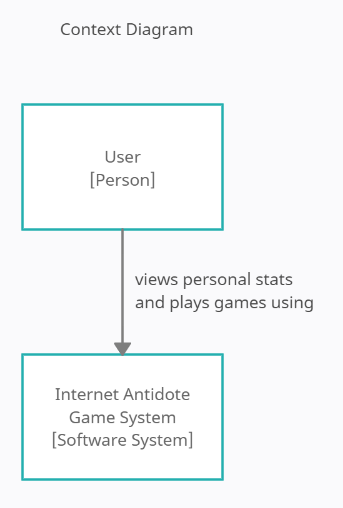 Context Diagram
User
[Person]
views personal stats
and plays games using
Internet Antidote
Game System
[Software System]